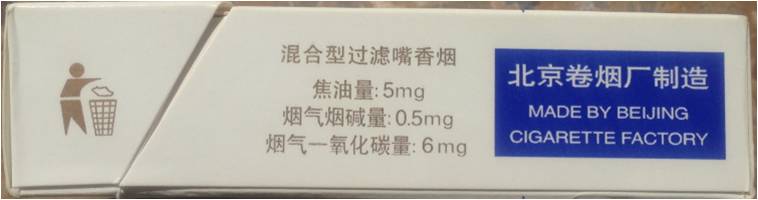 混合型过滤嘴香烟
焦油量:5mg
烟气烟碱量:0.5mg
烟气一氧化碳量:6mg
北京卷烟厂制造
MADE BY BEIJING
CIGARETTE FACTORY